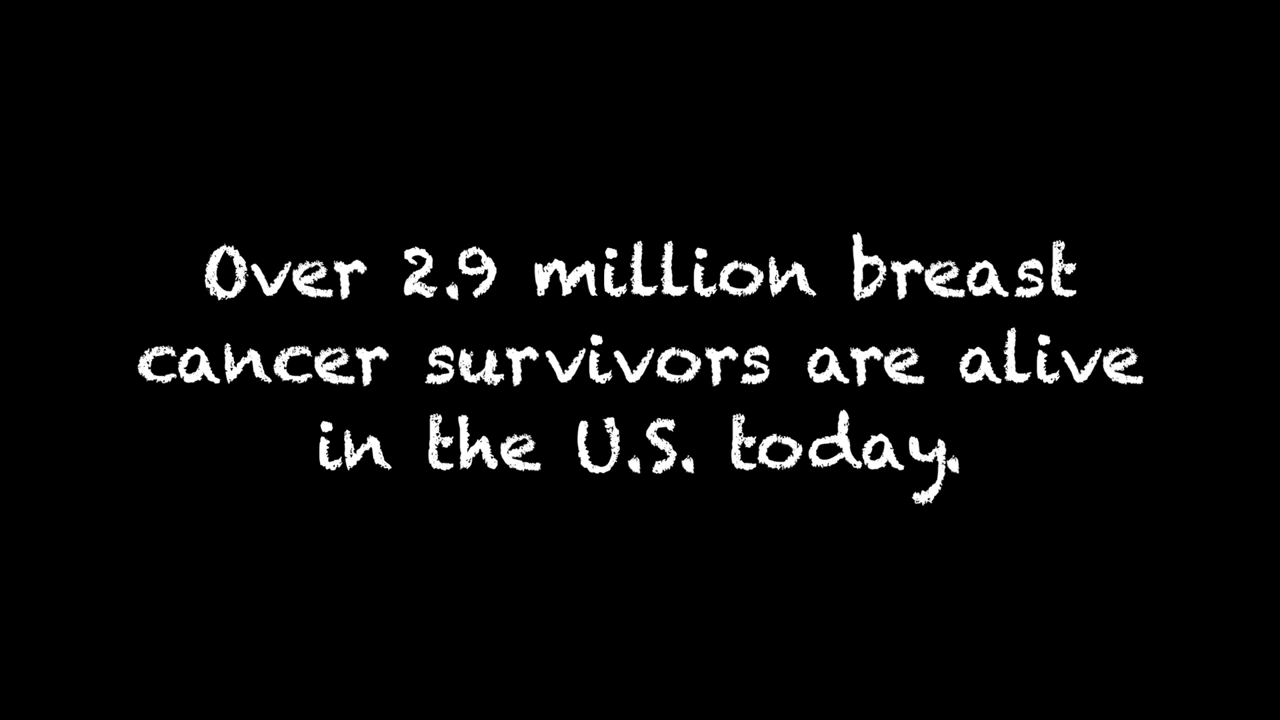 Over 2.9 million breast
cancer survivors are alive
in the U.S. today.